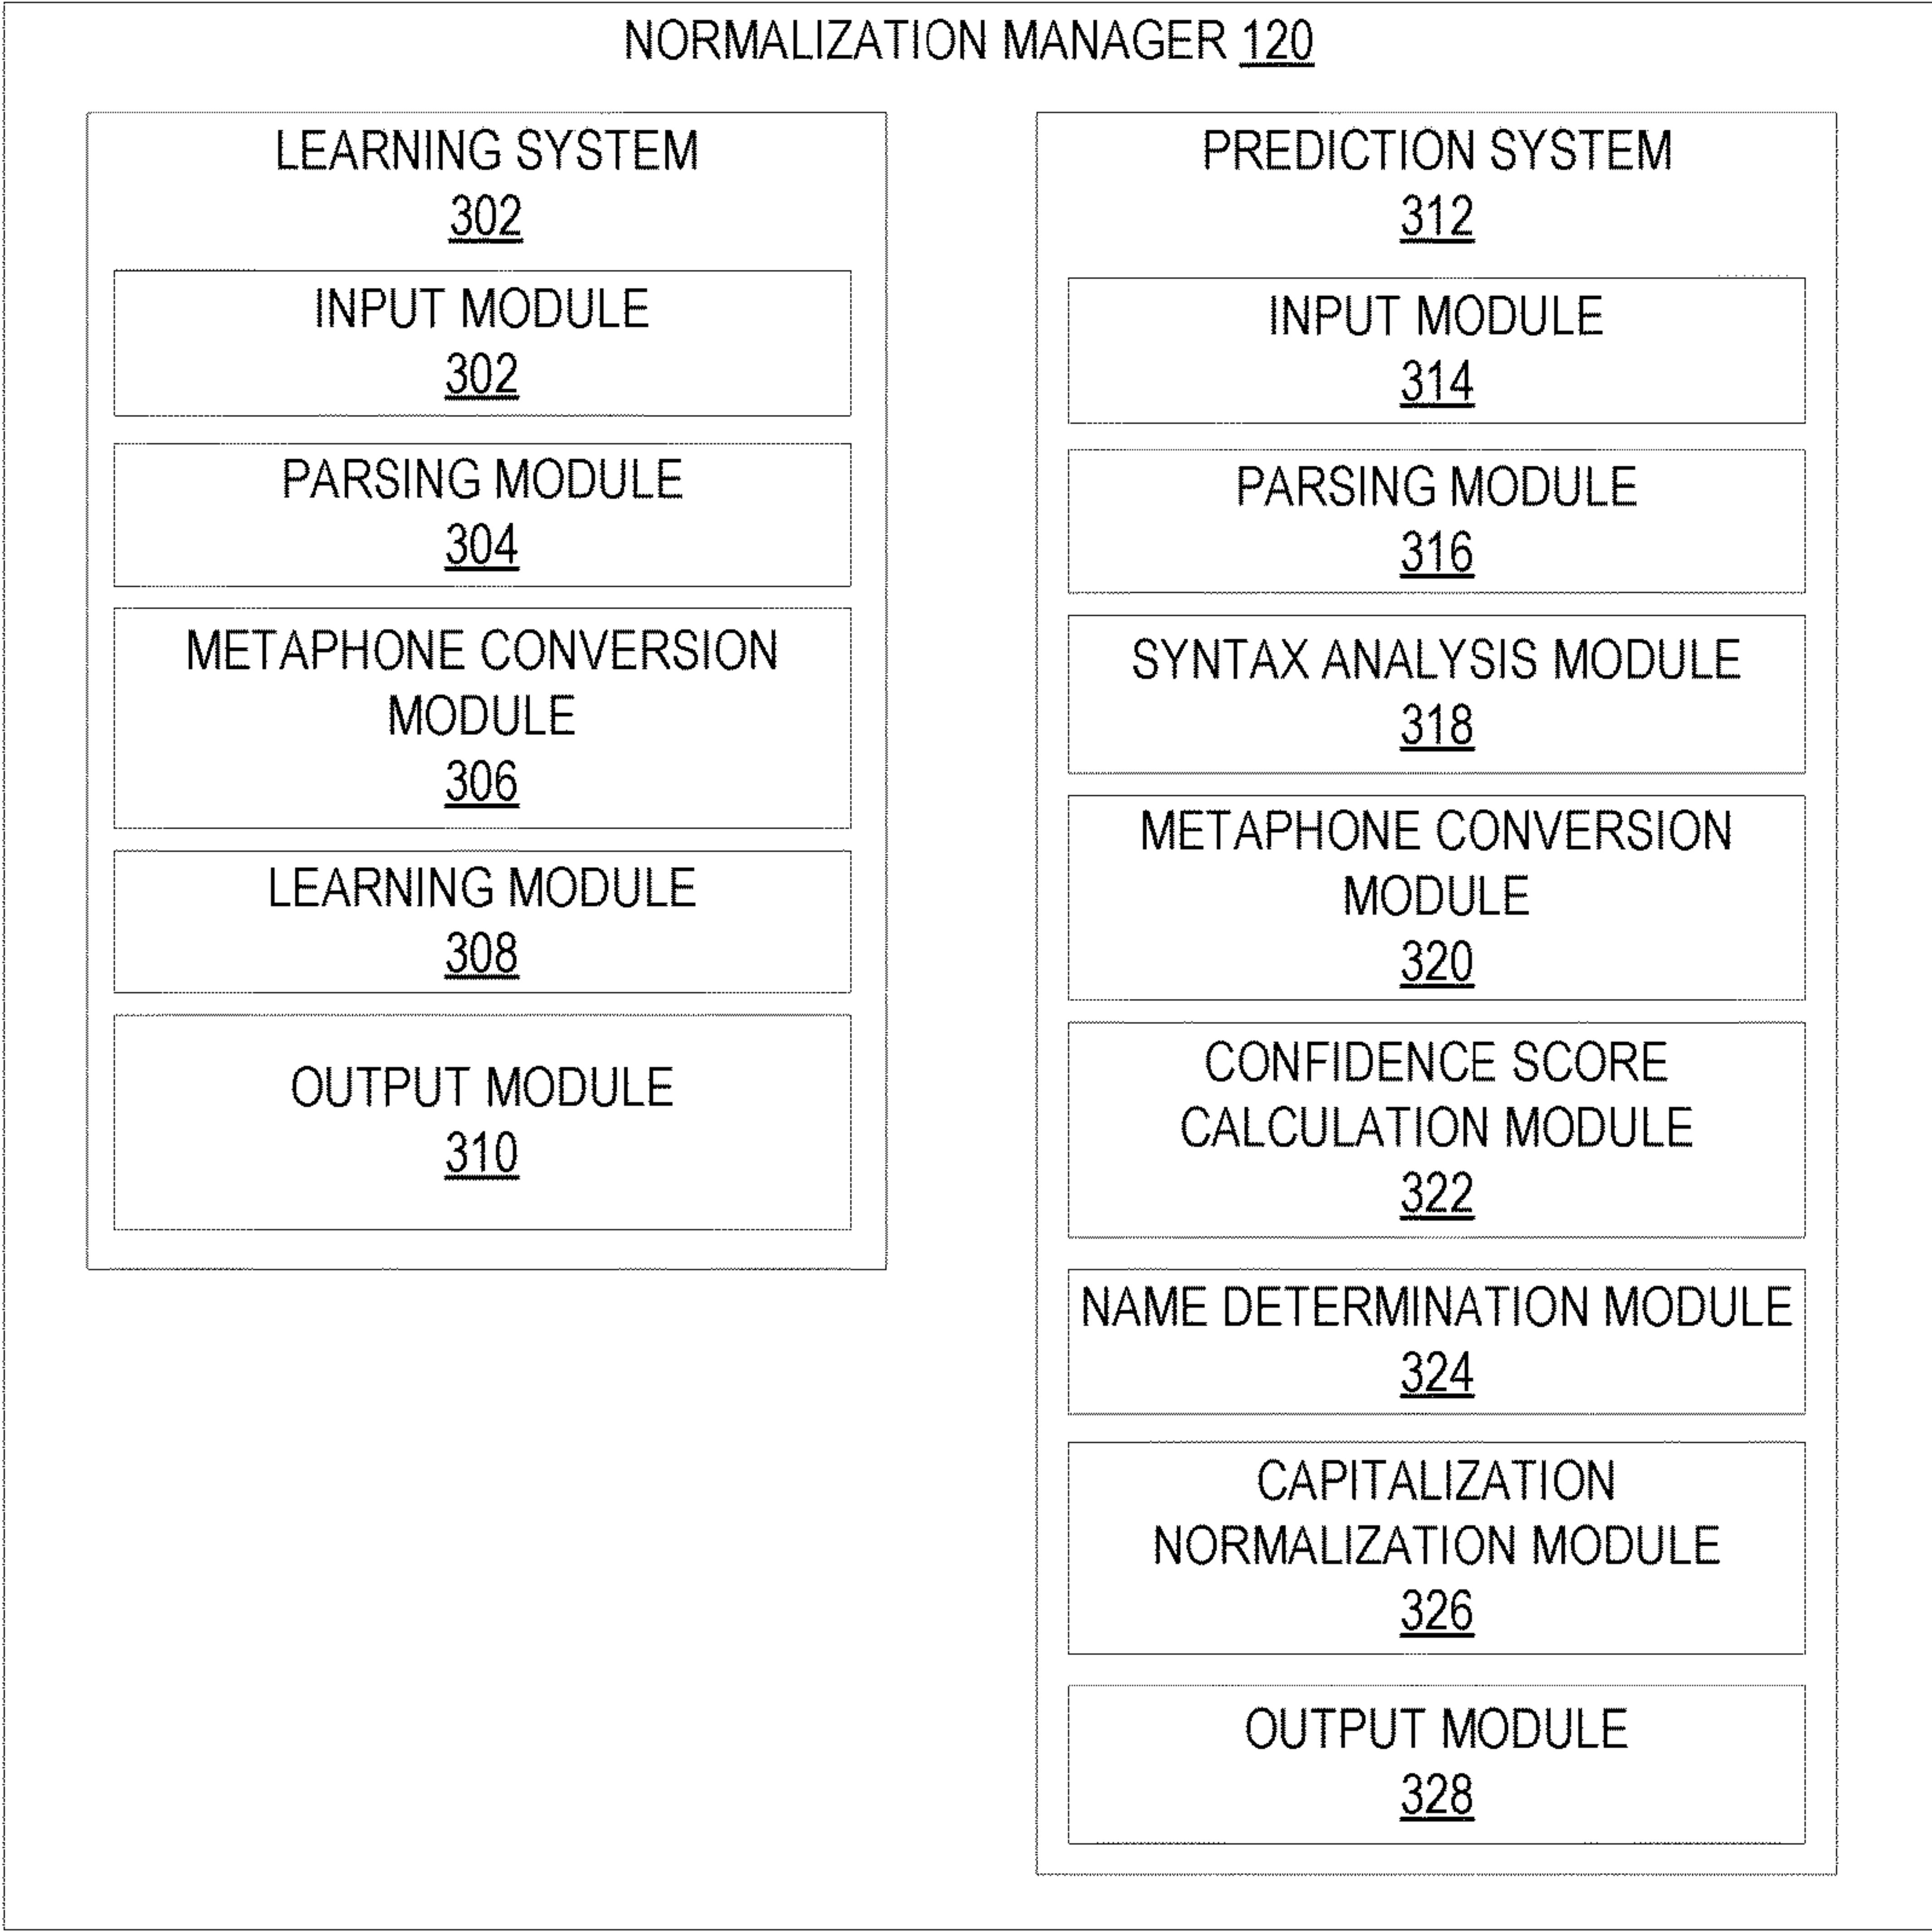 NORMALIZATION MANAGER 120
LEARNING SYSTEM
302
INPUT MODULE
302
PARSING MODULE
304
METAPHONE CONVERSION
MODULE
306
LEARNING MODULE
308
OUTPUT MODULE
310
PREDICTION SYSTEM
312
INPUT MODULE
314
PARSING MODULE
316
SYNTAX ANALYSIS MODULE
318
METAPHONE CONVERSION
MODULE
320
CONFIDENCE SCORE
CALCULATION MODULE
322
NAME DETERMINATION MODULE
324
CAPITALIZATION
NORMALIZATION MODULE
326
OUTPUT MODULE
328